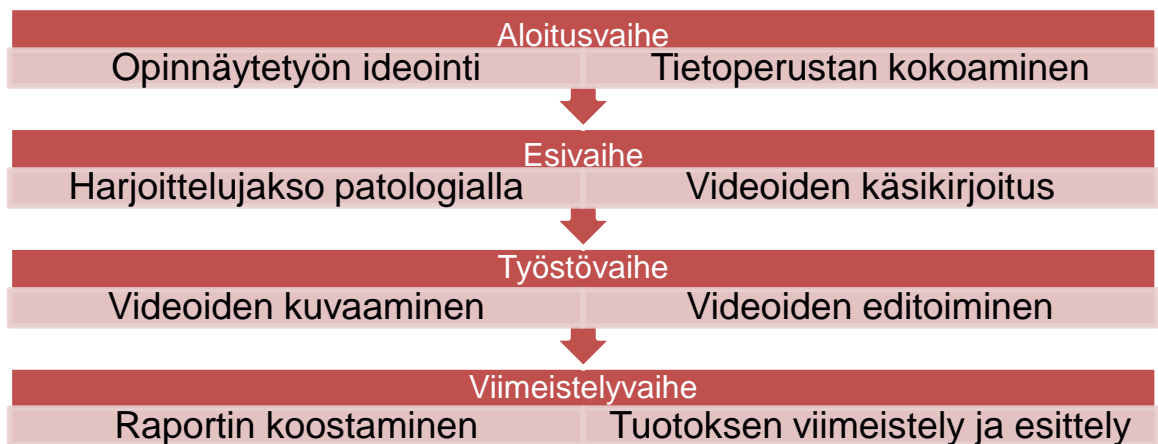 Aloitusvaihe
Opinnäytetyön ideointi Tietoperustan kokoaminen
Esivaihe
Harjoittelujakso patologialla Videoiden käsikirjoitus
Työstövaihe
Videoiden kuvaaminen Videoiden editoiminen
Viimeistelyvaihe
Raportin koostaminen Tuotoksen viimeistely ja esittely